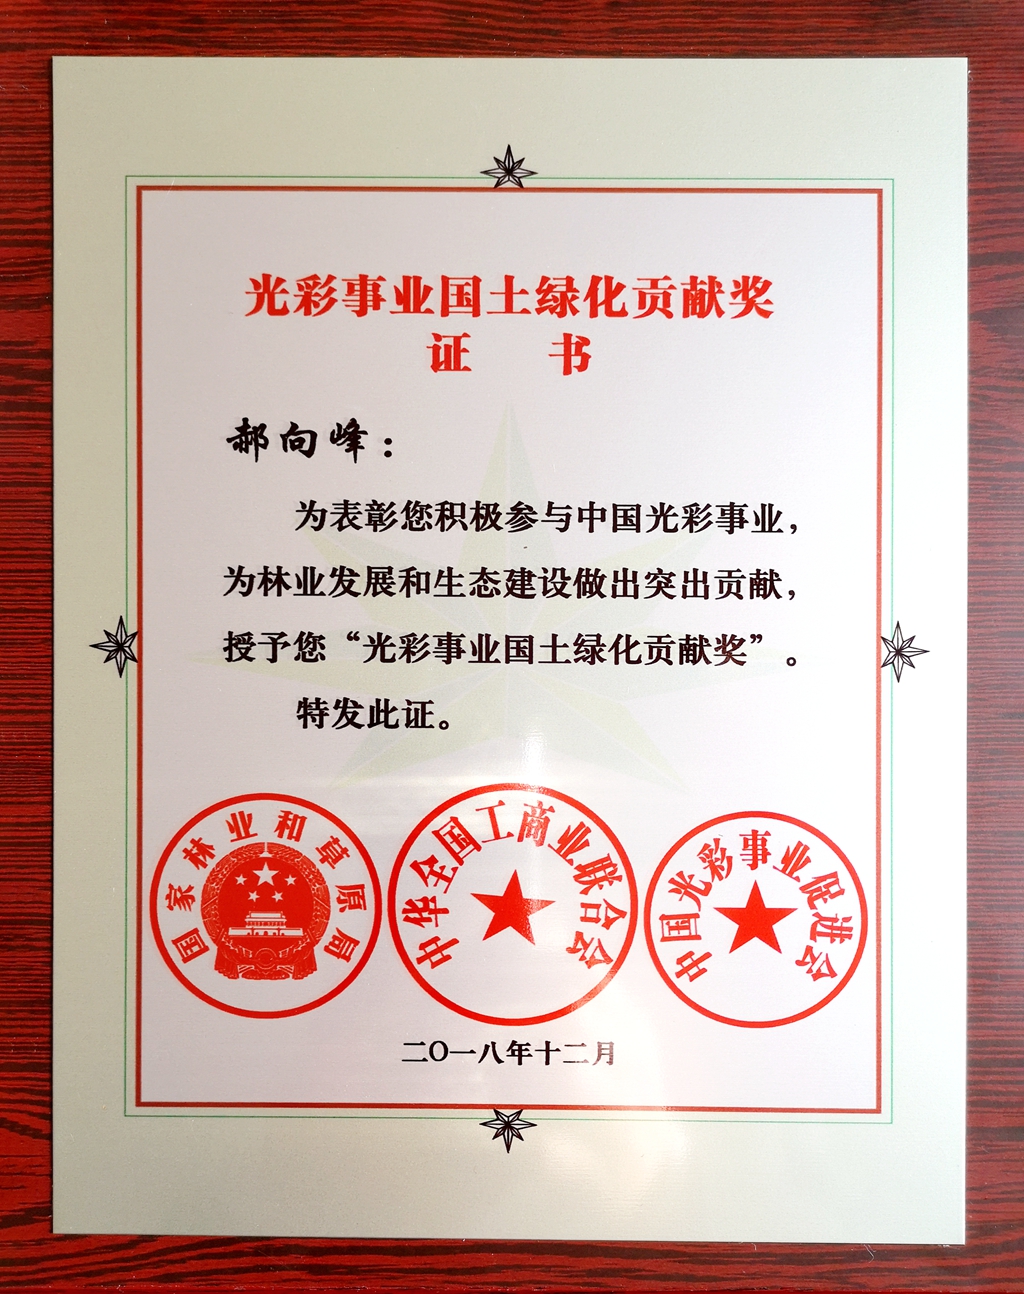 光彩事业国土绿化贡献奖
证 书
郝向峰：
为表彰您积极参与中国光彩事业，
为林业发展和生态建设做出突出贡献，
授予您“光彩事业国土绿化贡献奖”。
特发此证。
国家林业和草原局
中华全国工商业联合会
中国光彩事业促进会
二〇一八年十二月